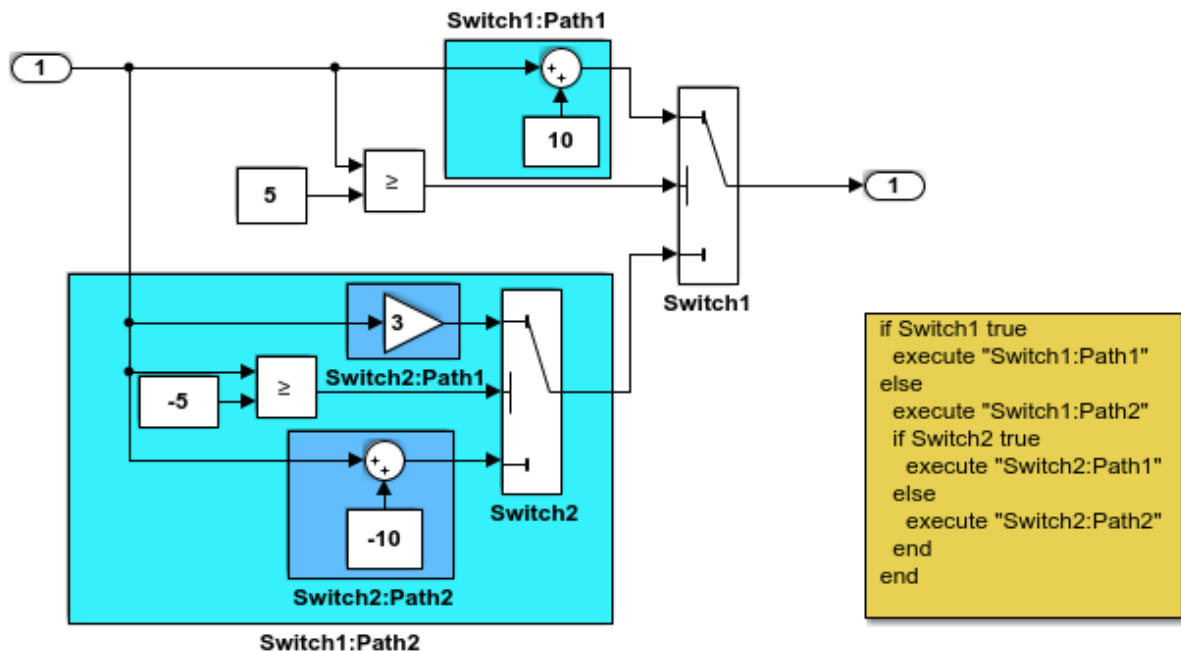 Switch1:Path1
1
10
≥
5
1
Switch1
3
Switch2:Path1
≥
-5
Switch2
-10
Switch2:Path2
Switch1:Path2
if Switch1 true
execute "Switch1:Path1"
else
execute "Switch1:Path2"
if Switch2 true
execute "Switch2:Path1"
else
execute "Switch2:Path2"
end
end